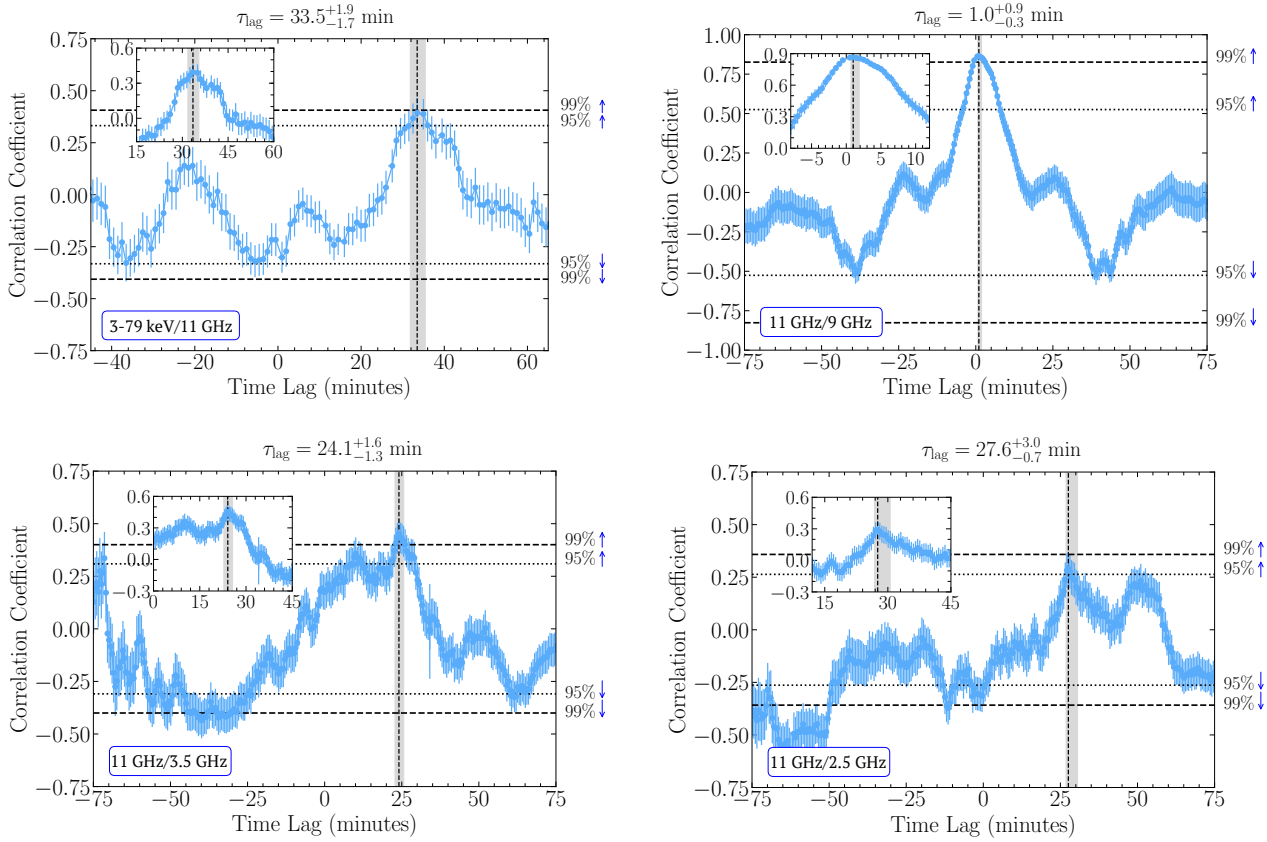 τlag = 33.5 +1.9 −1.7 min
0.75
0.50
0.25
0.00
−0.25
−0.50
−0.75
Correlation Coefficient
0.6
0.3
0.0
15 30 45 60
99% ↑
95% ↑
95% ↓
99% ↓
3-79 keV/11 GHz
−40 −20 0 20 40 60
Time Lag (minutes)
τlag = 1.0 +0.9 −0.3 min
1.00
0.75
0.50
0.25
0.00
−0.25
−0.50
−0.75
−1.00
Correlation Coefficient
0.9
0.6
0.3
0.0
−5 0 5 10
99% ↑
95% ↑
95% ↓
99% ↓
11 GHz/9 GHz
−75 −50 −25 0 25 50 75
Time Lag (minutes)
τlag = 24.1 +1.6 −1.3 min
0.75
0.50
0.25
0.00
−0.25
−0.50
−0.75
Correlation Coefficient
0.6
0.3
0.0
−0.3
0 15 30 45
99% ↑
95% ↑
95% ↓
99% ↓
11 GHz/3.5 GHz
−75 −50 −25 0 25 50 75
Time Lag (minutes)
τlag = 27.6 +3.0 −0.7 min
0.75
0.50
0.25
0.00
−0.25
−0.50
−0.75
Correlation Coefficient
0.6
0.3
0.0
−0.3
15 30 45
99% ↑
95% ↑
95% ↓
99% ↓
11 GHz/2.5 GHz
−75 −50 −25 0 25 50 75
Time Lag (minutes)